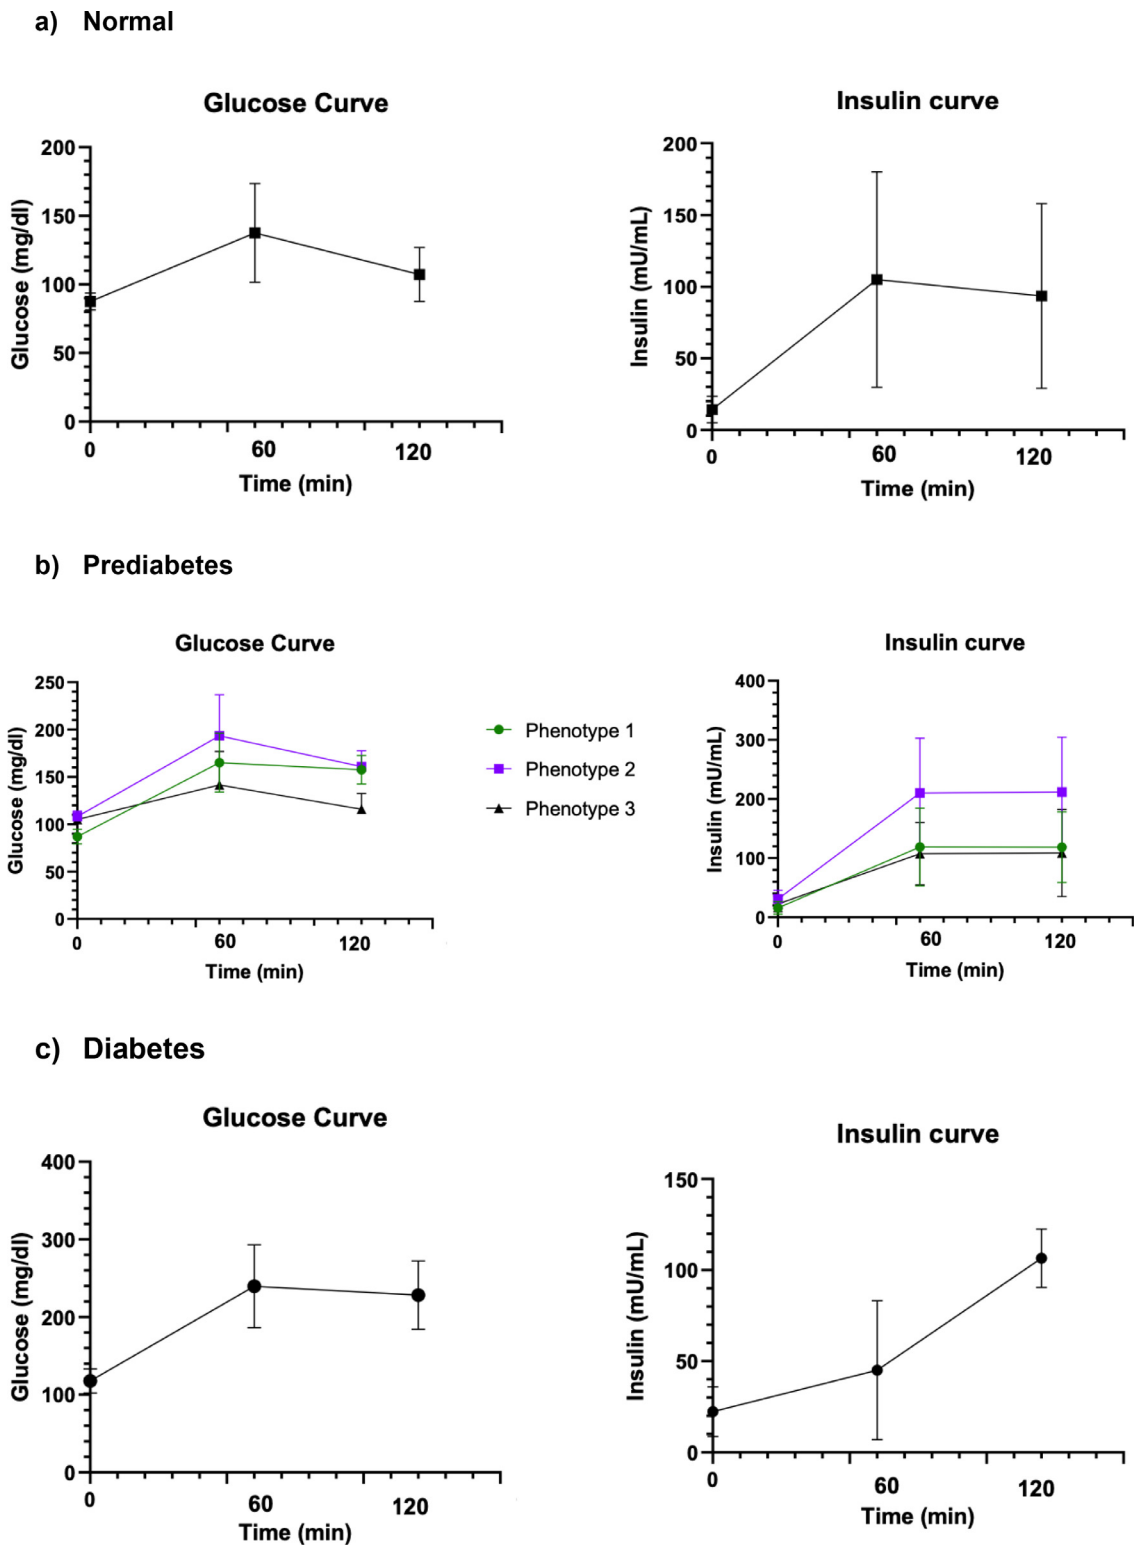 a) Normal
Glucose Curve
Glucose (mg/dl)
200
150
100
50
0
0 60 120
Time (min)
Insulin curve
Insulin (mU/mL)
200
150
100
50
0
0 60 120
Time (min)
b) Prediabetes
Glucose Curve
Glucose (mg/dl)
250
200
150
100
50
0
0 60 120
Time (min)
Phenotype 1
Phenotype 2
Phenotype 3
Insulin curve
Insulin (mU/mL)
400
300
200
100
0
0 60 120
Time (min)
c) Diabetes
Glucose Curve
Glucose (mg/dl)
400
300
200
100
0
0 60 120
Time (min)
Insulin curve
Insulin (mU/mL)
150
100
50
0
0 60 120
Time (min)